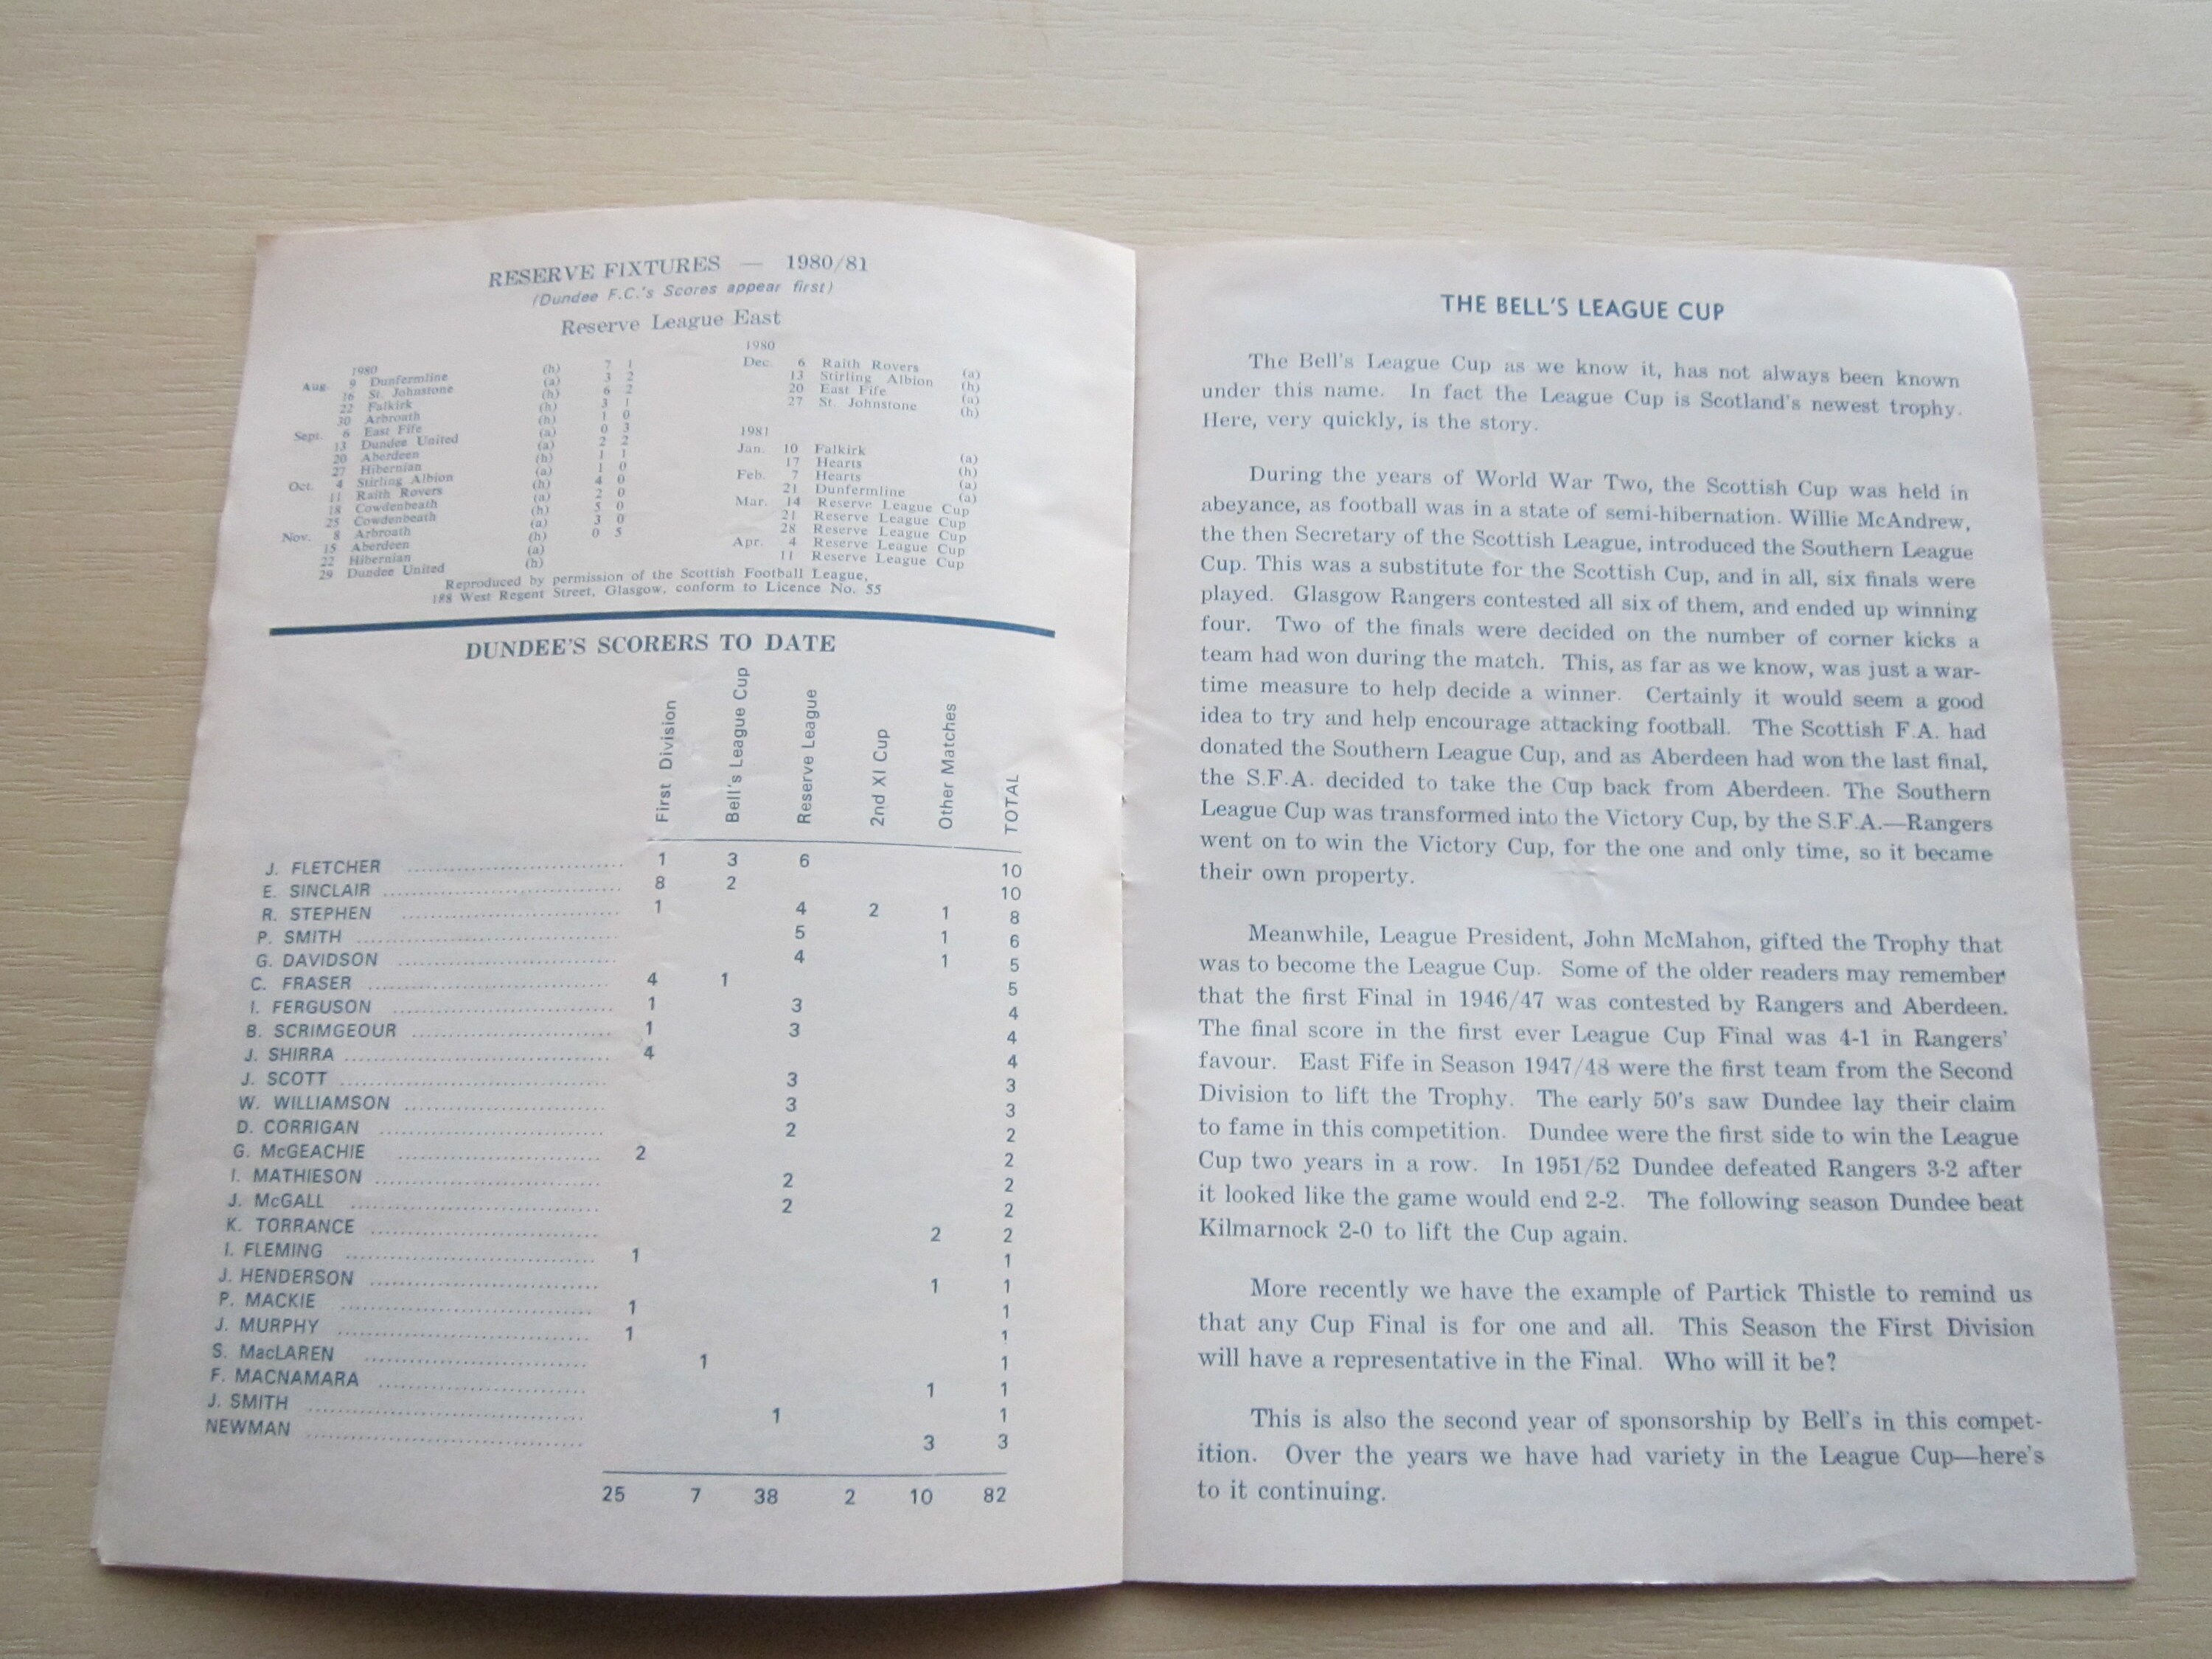 RESERVE FIXTURES — 1980/81
(Dundee F.C.'s Scores appear first)
Reserve League East
1980
Aug. 9 Dunfermline (h) 7 1
16 St. Johnstone (a) 3 2
22 Falkirk (h) 6 2
30 Arbroath (h) 3 1
Sept. 6 East Fife (h) 1 0
13 Dundee United (a) 0 3
20 Aberdeen (a) 2 2
27 Hibernian (h) 1 1
Oct. 4 Stirling Albion (a) 1 0
11 Raith Rovers (h) 4 0
18 Cowdenbeath (a) 2 0
25 Cowdenbeath (h) 5 0
Nov. 8 Arbroath (a) 3 0
15 Aberdeen (h) 0 5
22 Hibernian (a)
29 Dundee United (h)
1980
Dec. 6 Raith Rovers (a)
13 Stirling Albion (h)
20 East Fife (a)
27 St. Johnstone (h)
1981
Jan. 10 Falkirk (a)
17 Hearts (h)
Feb. 7 Hearts (a)
21 Dunfermline (a)
Mar. 14 Reserve League Cup
21 Reserve League Cup
28 Reserve League Cup
Apr. 4 Reserve League Cup
11 Reserve League Cup
Reproduced by permission of the Scottish Football League,
188 West Regent Street, Glasgow, conform to Licence No. 55
DUNDEE'S SCORERS TO DATE
First Division Bell's League Cup Reserve League 2nd XI Cup Other Matches TOTAL
J. FLETCHER 1 3 6 10
E. SINCLAIR 8 2 10
R. STEPHEN 1 4 2 1 8
P. SMITH 5 1 6
G. DAVIDSON 4 1 5
C. FRASER 4 1 5
I. FERGUSON 1 3 4
B. SCRIMGEOUR 1 3 4
J. SHIRRA 4 4
J. SCOTT 3 3
W. WILLIAMSON 3 3
D. CORRIGAN 2 2
G. McGEACHIE 2 2
I. MATHIESON 2 2
J. McGALL 2 2
K. TORRANCE 2 2
I. FLEMING 1 1
J. HENDERSON 1 1
P. MACKIE 1 1
J. MURPHY 1 1
S. MacLAREN 1 1
F. MACNAMARA 1 1
J. SMITH 1 1
NEWMAN 3 3
25 7 38 2 10 82
THE BELL'S LEAGUE CUP
The Bell's League Cup as we know it, has not always been known
under this name. In fact the League Cup is Scotland's newest trophy.
Here, very quickly, is the story.
During the years of World War Two, the Scottish Cup was held in
abeyance, as football was in a state of semi-hibernation. Willie McAndrew,
the then Secretary of the Scottish League, introduced the Southern League
Cup. This was a substitute for the Scottish Cup, and in all, six finals were
played. Glasgow Rangers contested all six of them, and ended up winning
four. Two of the finals were decided on the number of corner kicks a
team had won during the match. This, as far as we know, was just a war-
time measure to help decide a winner. Certainly it would seem a good
idea to try and help encourage attacking football. The Scottish F.A. had
donated the Southern League Cup, and as Aberdeen had won the last final,
the S.F.A. decided to take the Cup back from Aberdeen. The Southern
League Cup was transformed into the Victory Cup, by the S.F.A.—Rangers
went on to win the Victory Cup, for the one and only time, so it became
their own property.
Meanwhile, League President, John McMahon, gifted the Trophy that
was to become the League Cup. Some of the older readers may remember
that the first Final in 1946/47 was contested by Rangers and Aberdeen.
The final score in the first ever League Cup Final was 4-1 in Rangers'
favour. East Fife in Season 1947/48 were the first team from the Second
Division to lift the Trophy. The early 50's saw Dundee lay their claim
to fame in this competition. Dundee were the first side to win the League
Cup two years in a row. In 1951/52 Dundee defeated Rangers 3-2 after
it looked like the game would end 2-2. The following season Dundee beat
Kilmarnock 2-0 to lift the Cup again.
More recently we have the example of Partick Thistle to remind us
that any Cup Final is for one and all. This Season the First Division
will have a representative in the Final. Who will it be?
This is also the second year of sponsorship by Bell's in this compet-
ition. Over the years we have had variety in the League Cup—here's
to it continuing.